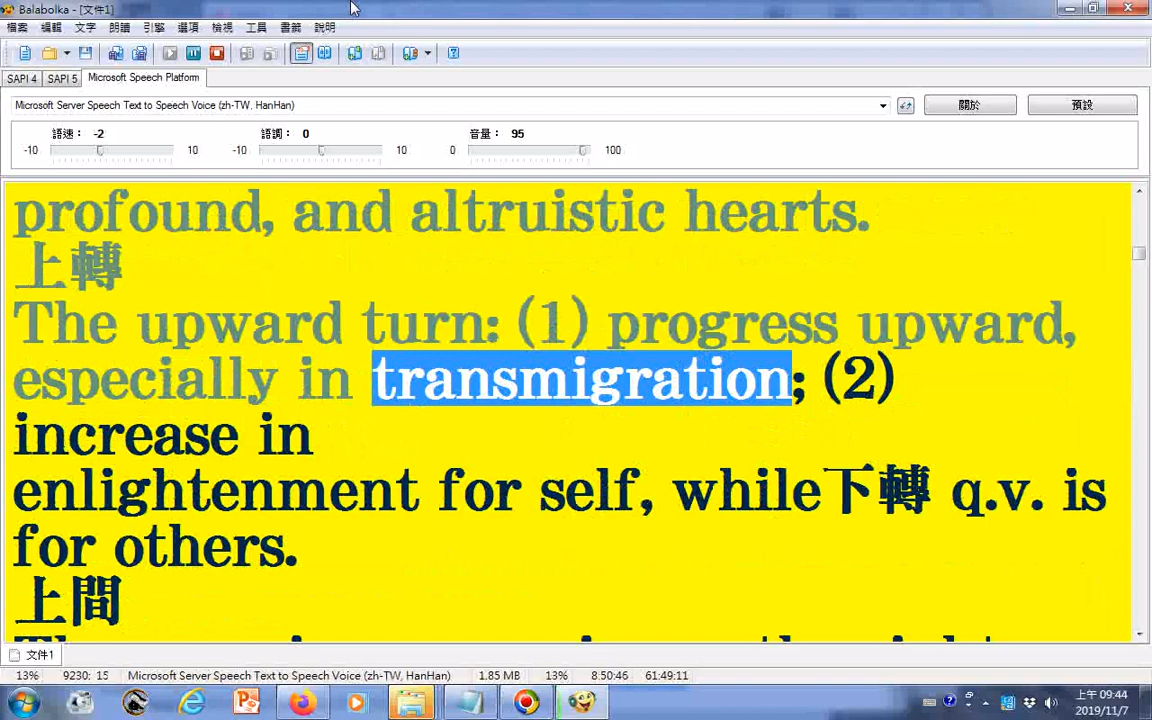 Balabolka - [文件1]
檔案 編輯 文字 朗讀 引擎 選項 檢視 工具 書籤 說明
SAPI 4 SAPI 5 Microsoft Speech Platform
Microsoft Server Speech Text to Speech Voice (zh-TW, HanHan) 關於 預設
語速： -2 語調： 0 音量： 95
-10 10 -10 10 0 100
profound, and altruistic hearts.
上轉
The upward turn: (1) progress upward,
especially in transmigration; (2)
increase in
enlightenment for self, while下轉 q.v. is
for others.
上間
文件1
13% 9230: 15 Microsoft Server Speech Text to Speech Voice (zh-TW, HanHan) 1.85 MB 13% 8:50:46 61:49:11
上午 09:44
2019/11/7